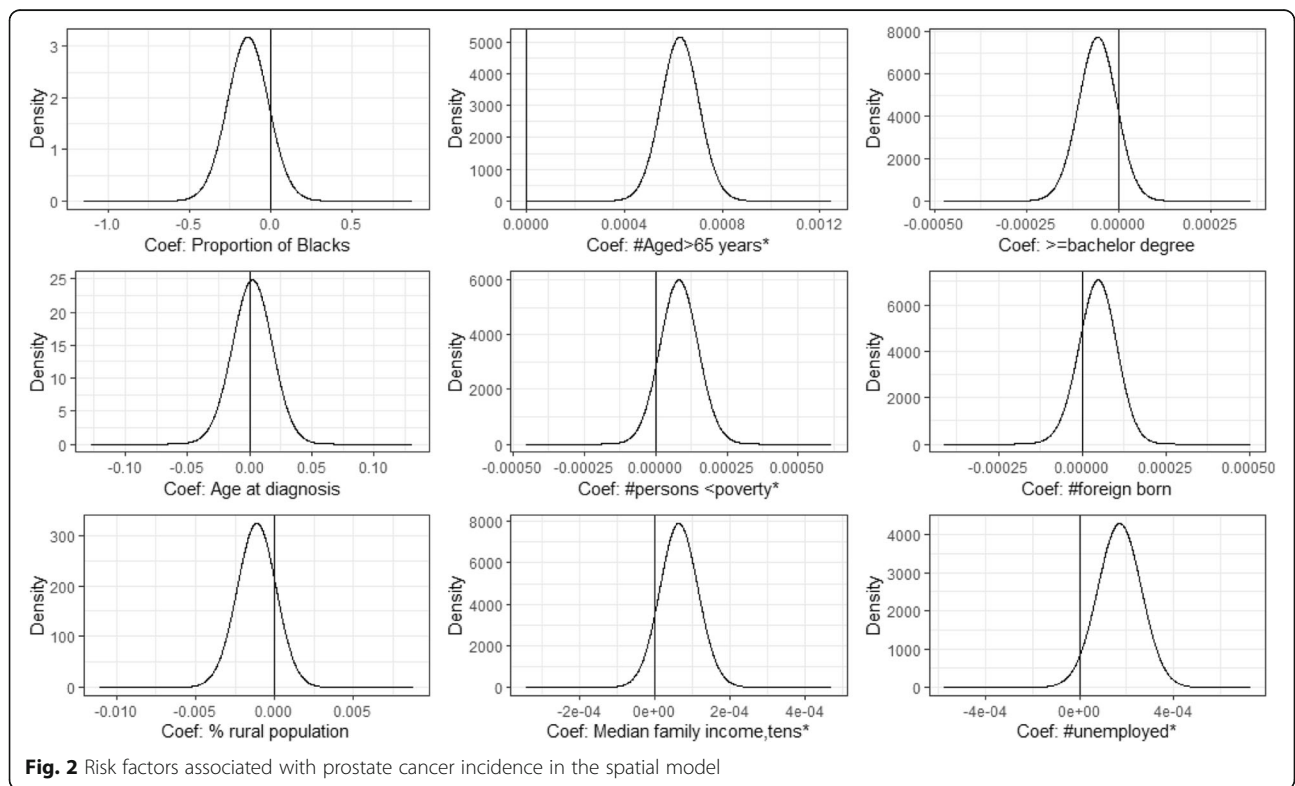 Density
3
2
1
0
-1.0 -0.5 0.0 0.5
Coef: Proportion of Blacks
Density
5000
4000
3000
2000
1000
0
0.0000 0.0004 0.0008 0.0012
Coef: #Aged>65 years*
Density
8000
6000
4000
2000
0
-0.00050 -0.00025 0.00000 0.00025
Coef: >=bachelor degree
Density
25
20
15
10
5
0
-0.10 -0.05 0.00 0.05 0.10
Coef: Age at diagnosis
Density
6000
4000
2000
0
-0.00050 -0.00025 0.00000 0.00025 0.00050
Coef: #persons <poverty*
Density
6000
4000
2000
0
-0.00025 0.00000 0.00025 0.00050
Coef: #foreign born
Density
300
200
100
0
-0.010 -0.005 0.000 0.005
Coef: % rural population
Density
8000
6000
4000
2000
0
-2e-04 0e+00 2e-04 4e-04
Coef: Median family income,tens*
Density
4000
3000
2000
1000
0
-4e-04 0e+00 4e-04
Coef: #unemployed*
Fig. 2 Risk factors associated with prostate cancer incidence in the spatial model